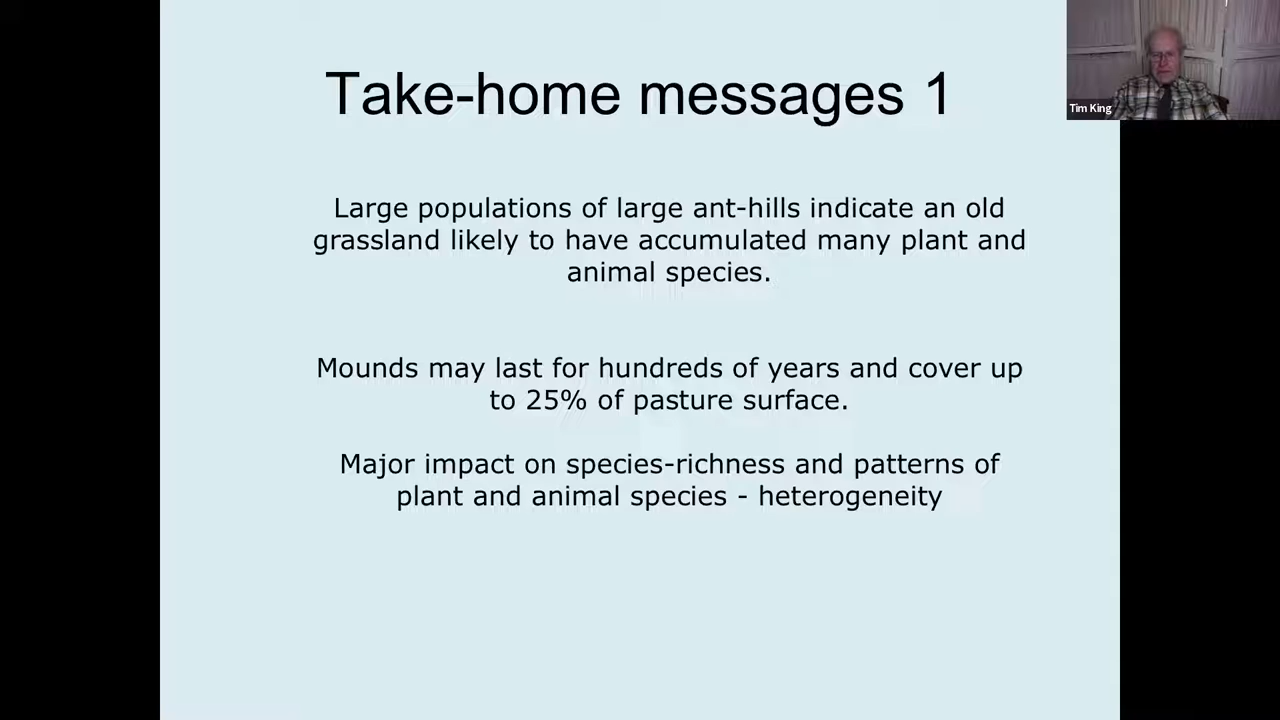 Take-home messages 1
Tim King
Large populations of large ant-hills indicate an old
grassland likely to have accumulated many plant and
animal species.
Mounds may last for hundreds of years and cover up
to 25% of pasture surface.
Major impact on species-richness and patterns of
plant and animal species - heterogeneity